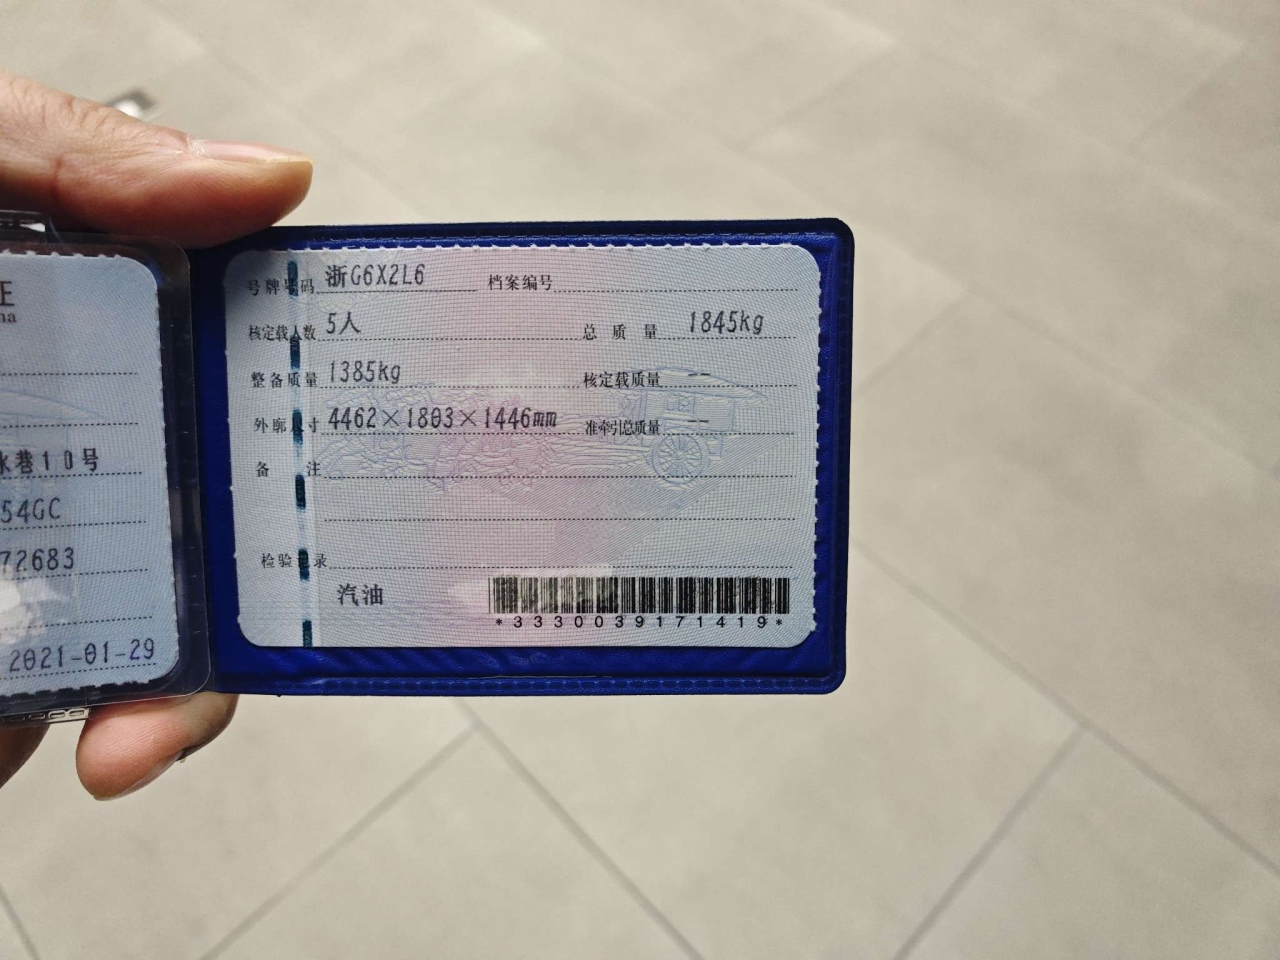 证
na
水巷10号
54GC
72683
2021-01-29
号牌号码 浙G6X2L6 档案编号
核定载人数 5人 总质量 1845kg
整备质量 1385kg 核定载质量 --
外廓尺寸 4462×1803×1446mm 准牵引总质量 --
备注
检验记录
汽油
*3330039171419*